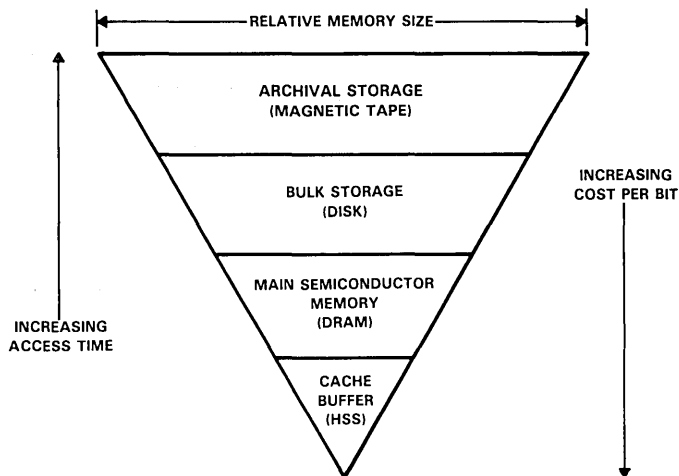 RELATIVE MEMORY SIZE
ARCHIVAL STORAGE
(MAGNETIC TAPE)
BULK STORAGE
(DISK)
INCREASING
COST PER BIT
MAIN SEMICONDUCTOR
MEMORY
(DRAM)
INCREASING
ACCESS TIME
CACHE
BUFFER
(HSS)